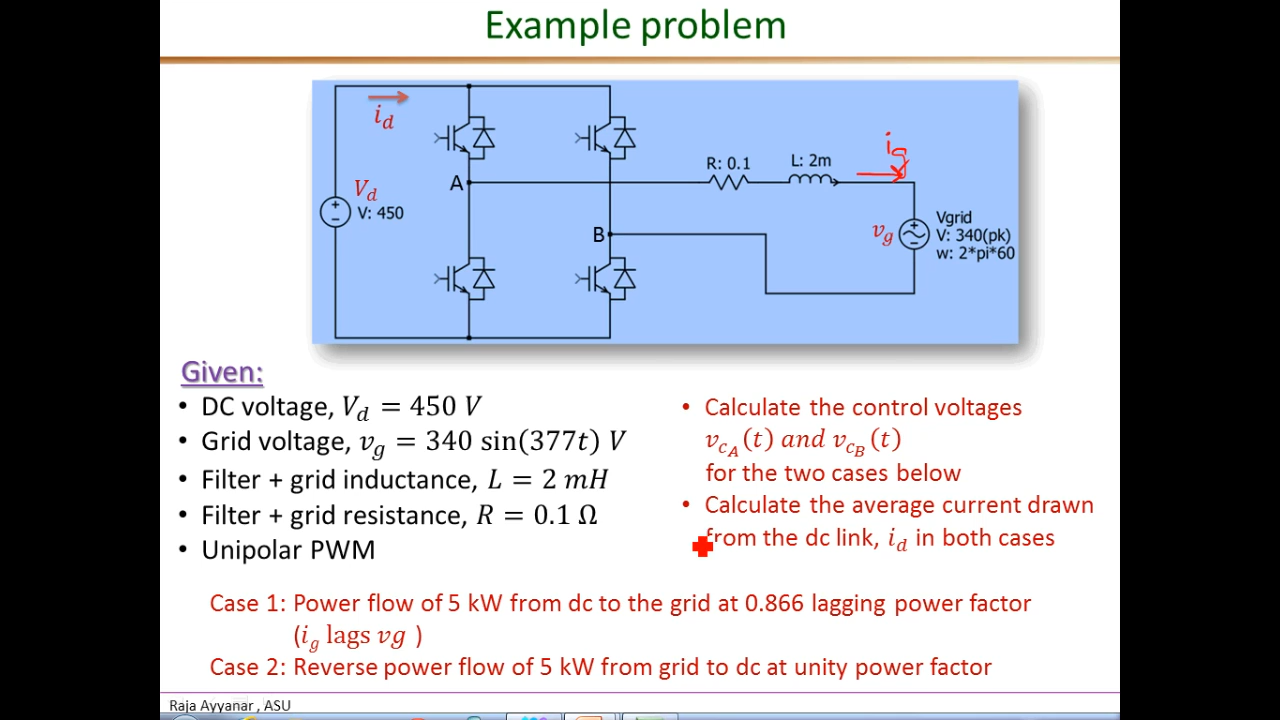 Example problem
i_d
i_g
R: 0.1
L: 2m
A
V_d
V: 450
B
v_g
Vgrid
V: 340(pk)
w: 2*pi*60
Given:
• DC voltage, V_d = 450 V
• Grid voltage, v_g = 340 sin(377t) V
• Filter + grid inductance, L = 2 mH
• Filter + grid resistance, R = 0.1 Ω
• Unipolar PWM
• Calculate the control voltages
v_{c_A}(t) and v_{c_B}(t)
for the two cases below
• Calculate the average current drawn
from the dc link, i_d in both cases
Case 1: Power flow of 5 kW from dc to the grid at 0.866 lagging power factor
(i_g lags vg )
Case 2: Reverse power flow of 5 kW from grid to dc at unity power factor
Raja Ayyanar , ASU